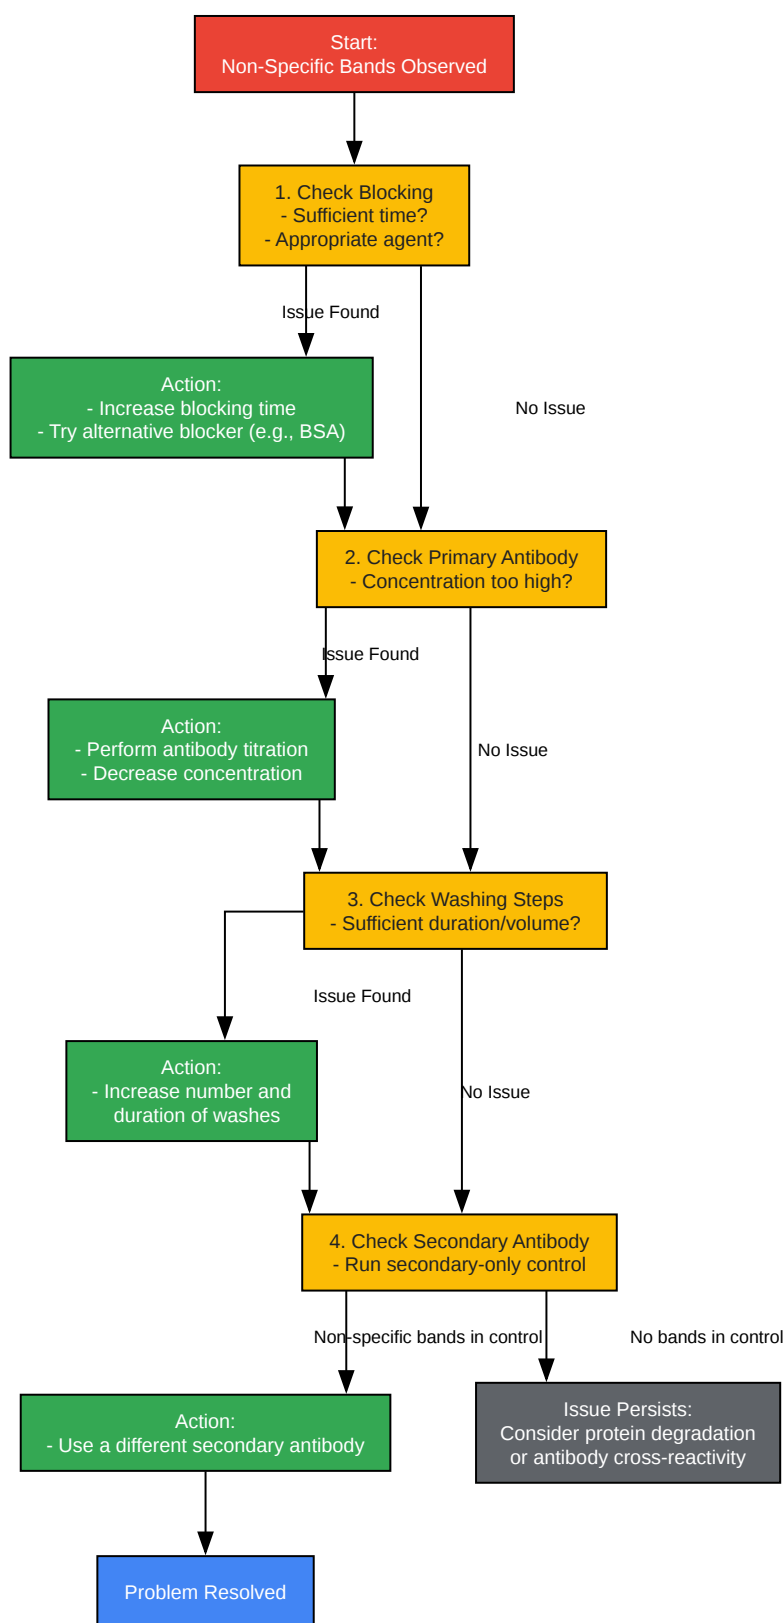 Start:
Non-Specific Bands Observed
1. Check Blocking
- Sufficient time?
- Appropriate agent?
Issue Found
Action:
- Increase blocking time
- Try alternative blocker (e.g., BSA)
No Issue
2. Check Primary Antibody
- Concentration too high?
Issue Found
Action:
- Perform antibody titration
- Decrease concentration
No Issue
3. Check Washing Steps
- Sufficient duration/volume?
Issue Found
Action:
- Increase number and
duration of washes
No Issue
4. Check Secondary Antibody
- Run secondary-only control
Non-specific bands in control
No bands in control
Action:
- Use a different secondary antibody
Issue Persists:
Consider protein degradation
or antibody cross-reactivity
Problem Resolved